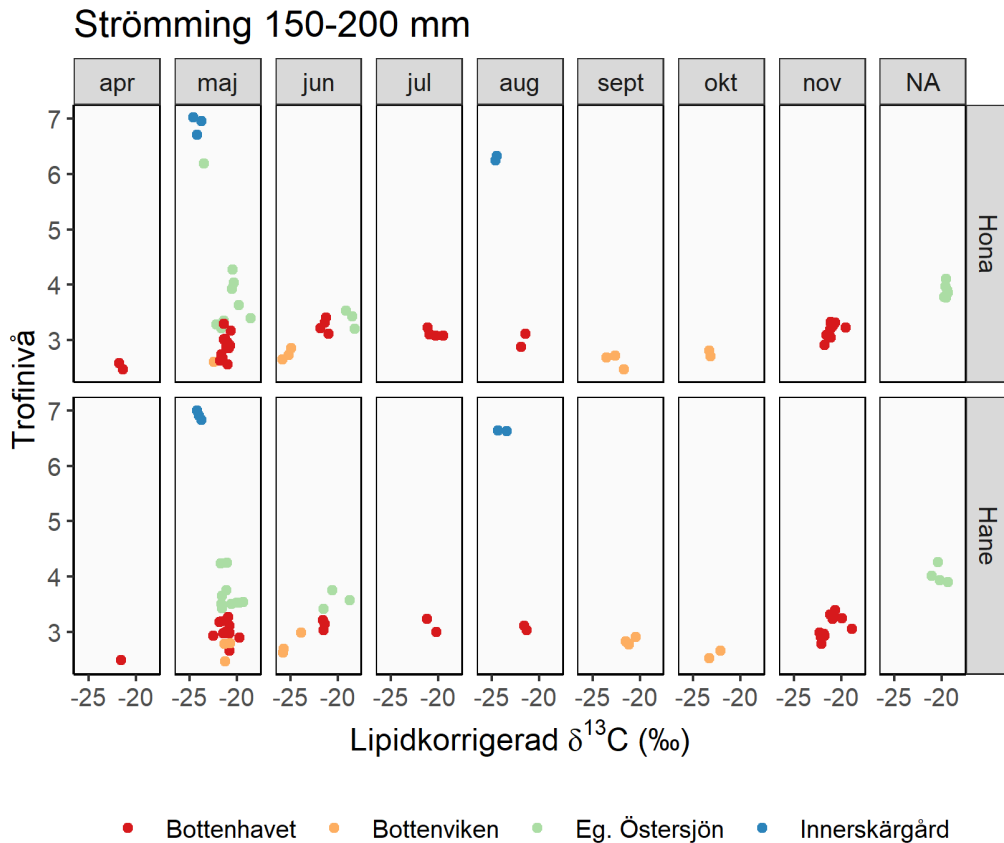 Strömming 150-200 mm
apr maj jun jul aug sept okt nov NA
7
6
5
4
3
Hona
7
6
5
4
3
Hane
Trofinivå
-25 -20 -25 -20 -25 -20 -25 -20 -25 -20 -25 -20 -25 -20 -25 -20 -25 -20
Lipidkorrigerad δ¹³C (‰)
Bottenhavet Bottenviken Eg. Östersjön Innerskärgård